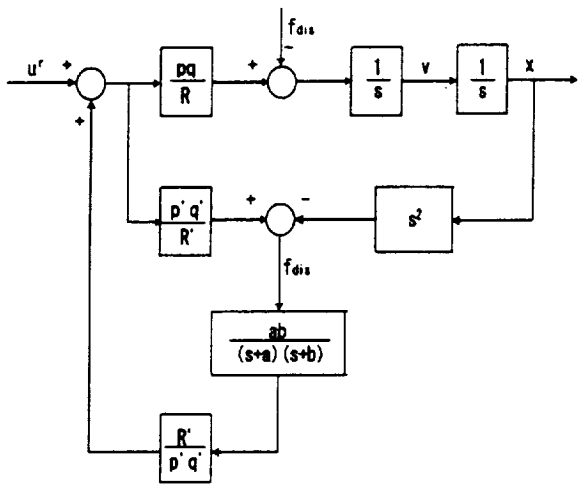 f_dis
u^r + pq/R + − 1/s v 1/s x
+
p' q'/R' + − s²
f_dis
ab/(s+a) (s+b)
R'/p' q'